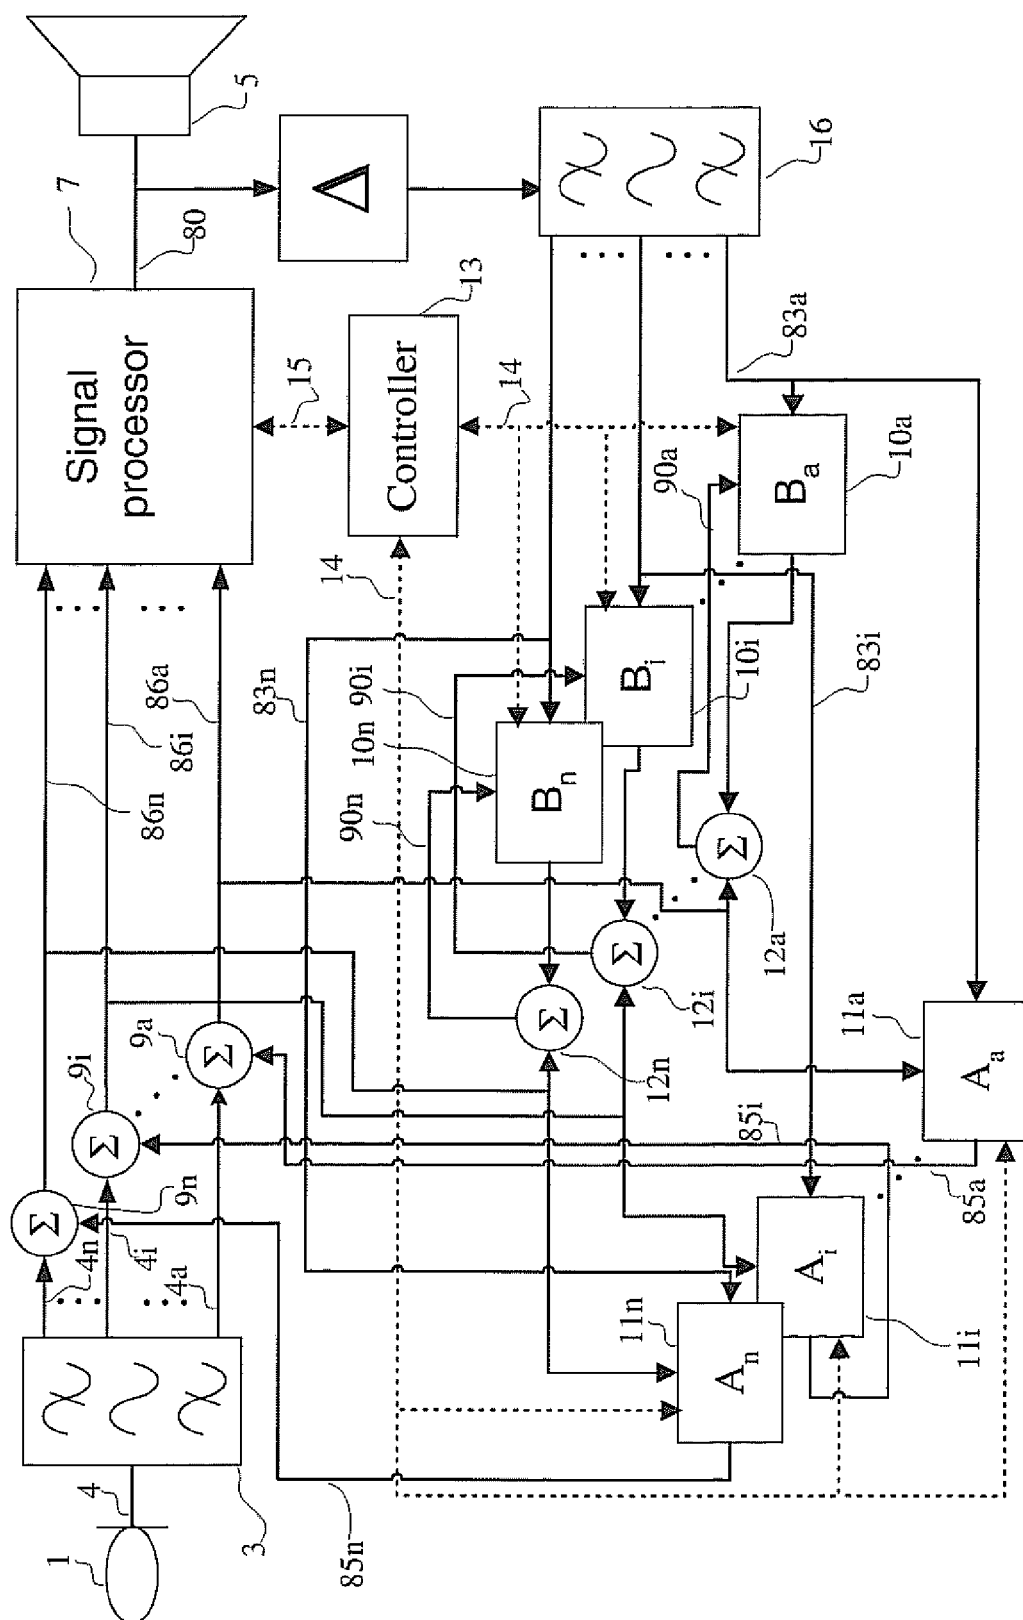 1
4
3
4n
4i
4a
Σ
9n
Σ
9i
Σ
9a
86n
86i
86a
Signal
processor
7
80
5
Δ
16
15
Controller
13
14
14
83n
90i
10n
90n
B_n
B_i
10i
90a
B_a
10a
83a
83i
Σ
12n
Σ
12i
Σ
12a
11a
A_a
85i
85a
A_i
11i
11n
A_n
85n